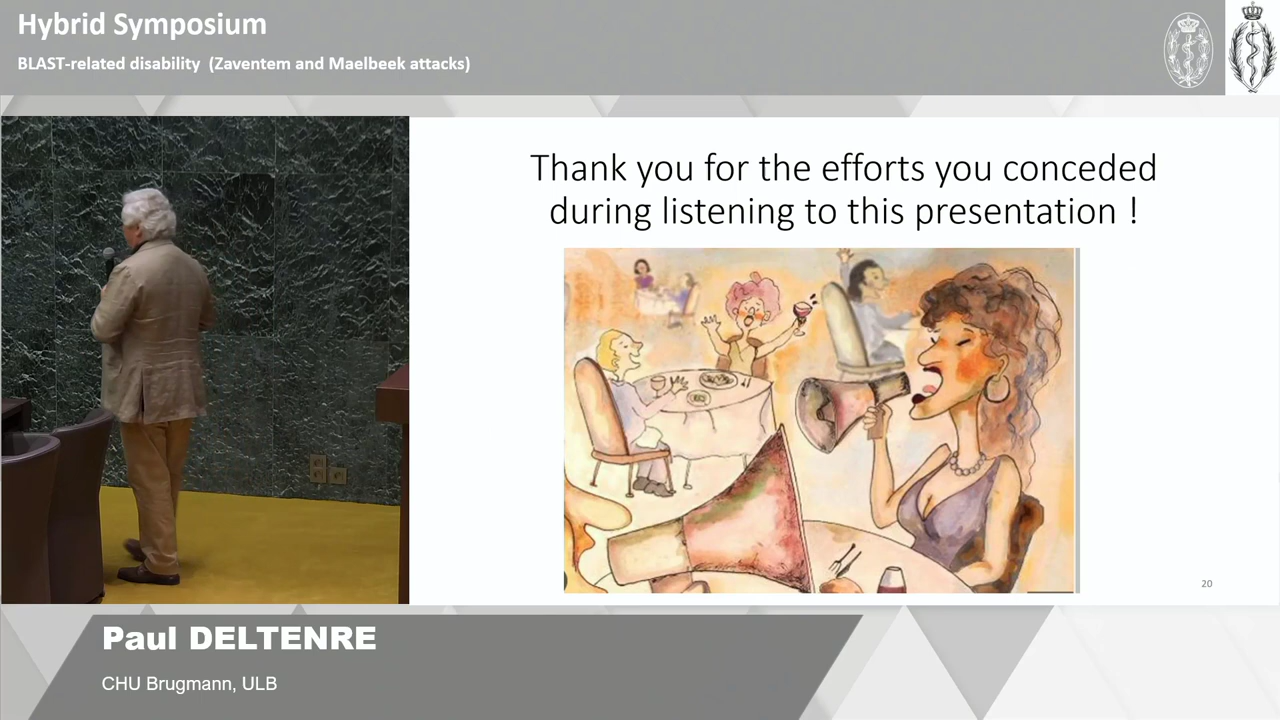 Hybrid Symposium
BLAST-related disability (Zaventem and Maelbeek attacks)
Thank you for the efforts you conceded
during listening to this presentation !
20
Paul DELTENRE
CHU Brugmann, ULB